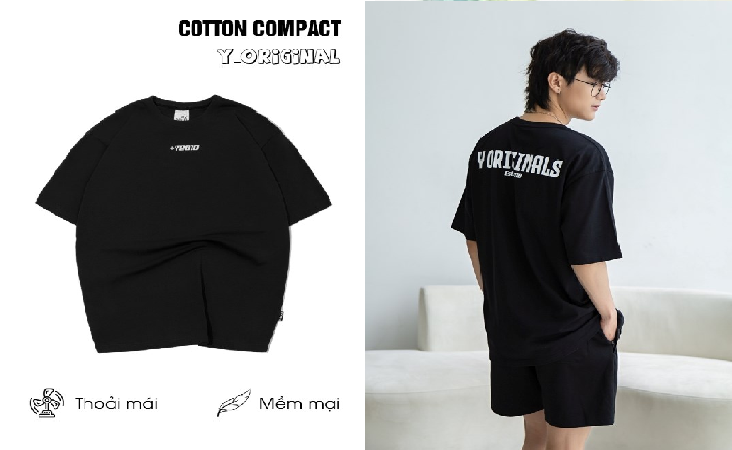 COTTON COMPACT
Y_ORiGiNAL
Thoải mái
Mềm mại
Y ORIGINALS